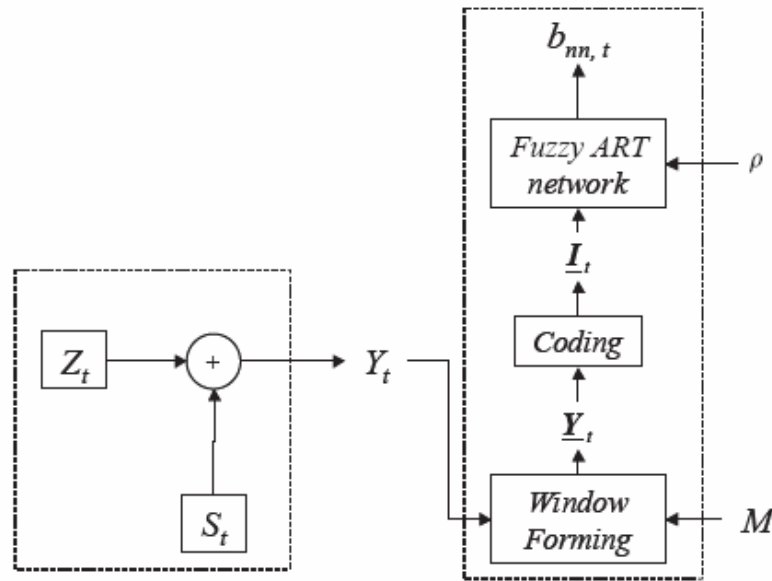 b_{nn, t}
Fuzzy ART
network
ρ
I_t
Coding
Z_t
+
Y_t
Y_t
S_t
Window
Forming
M